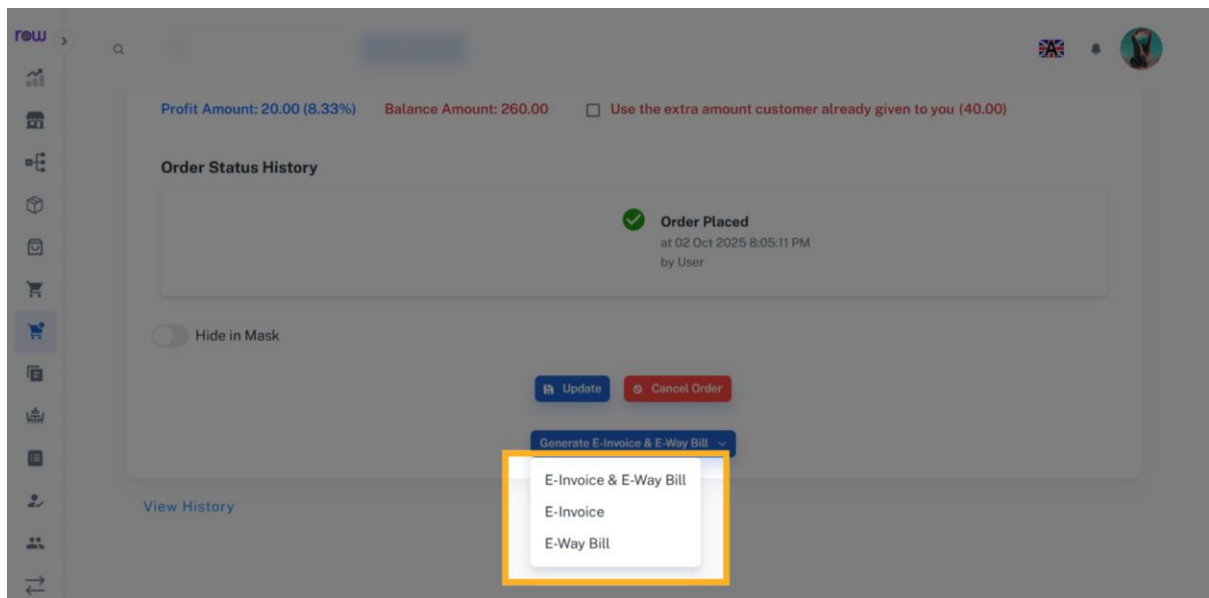 row
A
Profit Amount: 20.00 (8.33%) Balance Amount: 260.00 Use the extra amount customer already given to you (40.00)
Order Status History
Order Placed
at 02 Oct 2025 8:05:11 PM
by User
Hide in Mask
Update Cancel Order
Generate E-Invoice & E-Way Bill
E-Invoice & E-Way Bill
View History
E-Invoice
E-Way Bill